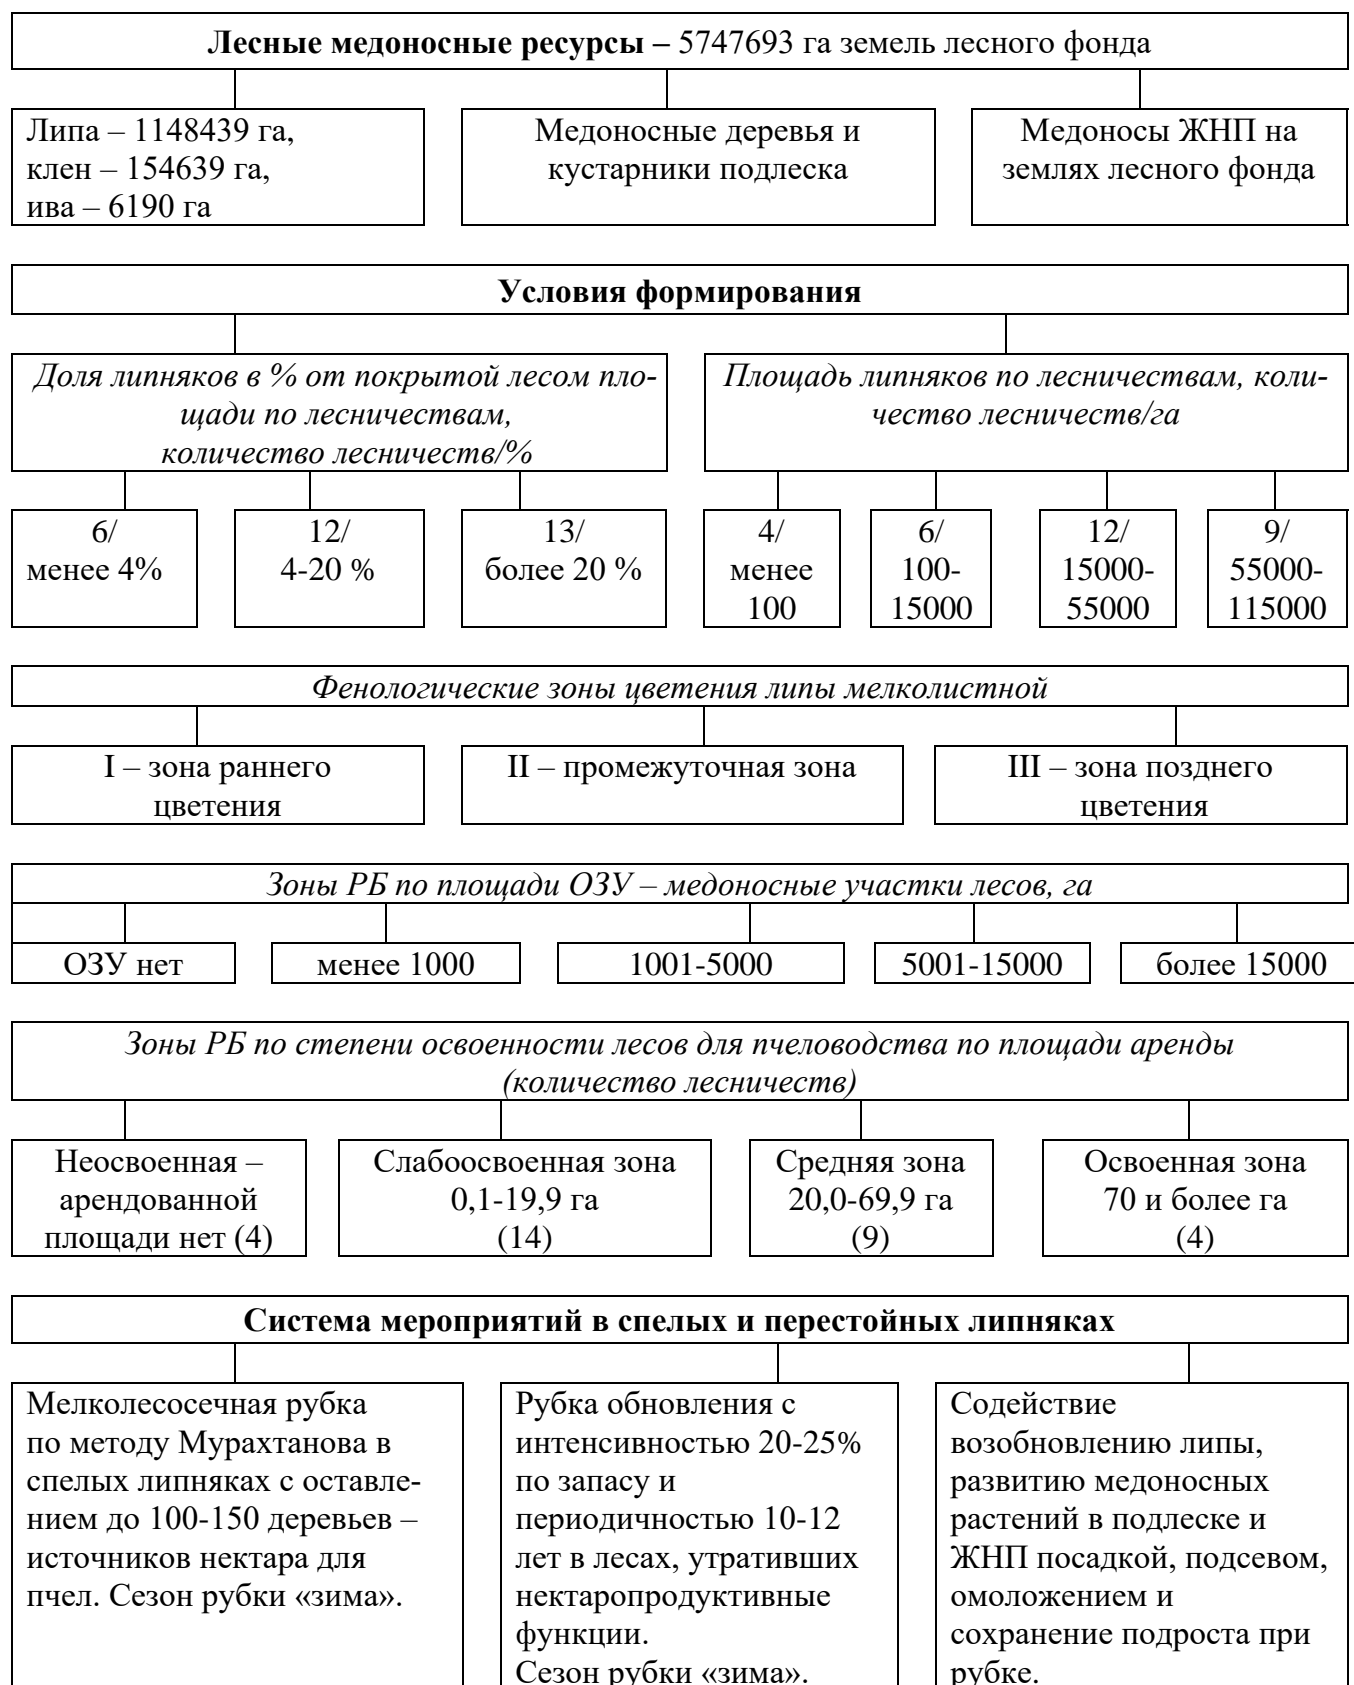 Лесные медоносные ресурсы – 5747693 га земель лесного фонда
Липа – 1148439 га,
клен – 154639 га,
ива – 6190 га
Медоносные деревья и
кустарники подлеска
Медоносы ЖНП на
землях лесного фонда
Условия формирования
Доля липняков в % от покрытой лесом пло-
щади по лесничествам,
количество лесничеств/%
Площадь липняков по лесничествам, коли-
чество лесничеств/га
6/
менее 4%
12/
4-20 %
13/
более 20 %
4/
менее
100
6/
100-
15000
12/
15000-
55000
9/
55000-
115000
Фенологические зоны цветения липы мелколистной
I – зона раннего
цветения
II – промежуточная зона
III – зона позднего
цветения
Зоны РБ по площади ОЗУ – медоносные участки лесов, га
ОЗУ нет
менее 1000
1001-5000
5001-15000
более 15000
Зоны РБ по степени освоенности лесов для пчеловодства по площади аренды
(количество лесничеств)
Неосвоенная –
арендованной
площади нет (4)
Слабоосвоенная зона
0,1-19,9 га
(14)
Средняя зона
20,0-69,9 га
(9)
Освоенная зона
70 и более га
(4)
Система мероприятий в спелых и перестойных липняках
Мелколесосечная рубка
по методу Мурахтанова в
спелых липняках с оставле-
нием до 100-150 деревьев –
источников нектара для
пчел. Сезон рубки «зима».
Рубка обновления с
интенсивностью 20-25%
по запасу и
периодичностью 10-12
лет в лесах, утративших
нектаропродуктивные
функции.
Сезон рубки «зима».
Содействие
возобновлению липы,
развитию медоносных
растений в подлеске и
ЖНП посадкой, подсевом,
омоложением и
сохранение подроста при
рубке.